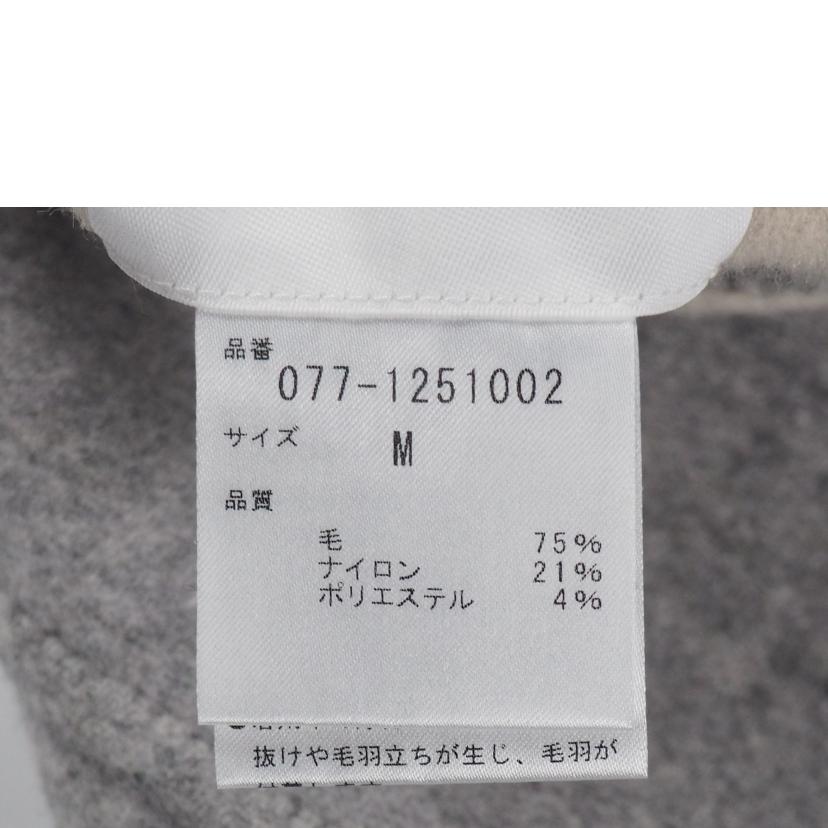 品番
077-1251002
サイズ M
品質
毛 75%
ナイロン 21%
ポリエステル 4%
抜けや毛羽立ちが生じ、毛羽が